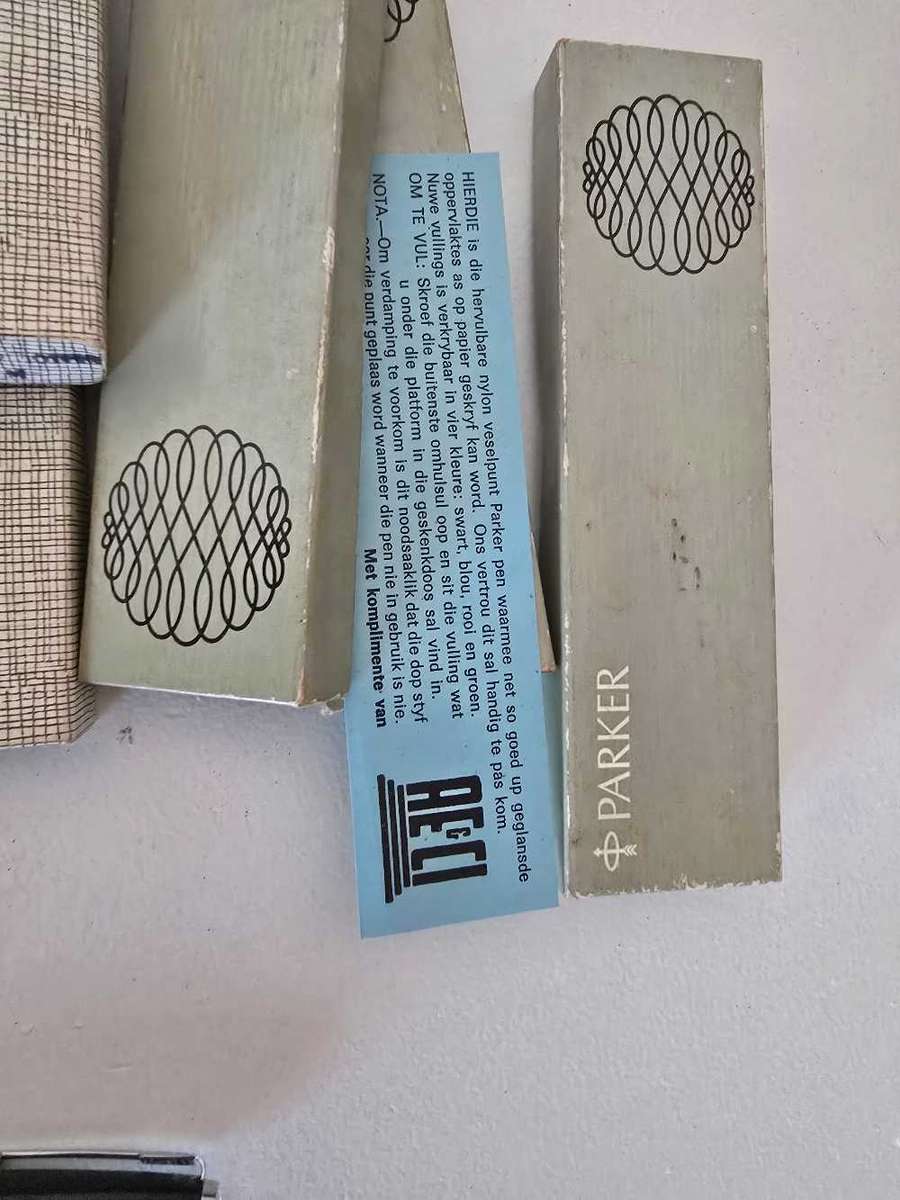 HIERDIE is die hervulbare nylon veselpunt Parker pen waarmee net so goed up geglansde
oppervlaktes as op papier geskryf kan word. Ons vertrou dit sal handig te pás kom.
Nuwe vullings is verkrybaar in vier kleure: swart, blou, rooi en groen.
OM TE VUL: Skroef die buitenste omhulsul oop en sit die vulling wat
u onder die platform in die geskenkdoos sal vind in.
NOTA.—Om verdamping te voorkom is dit noodsaaklik dat die dop styf
oor die punt geplaas word wanneer die pen nie in gebruik is nie.
Met komplimente van
AE&CI
PARKER